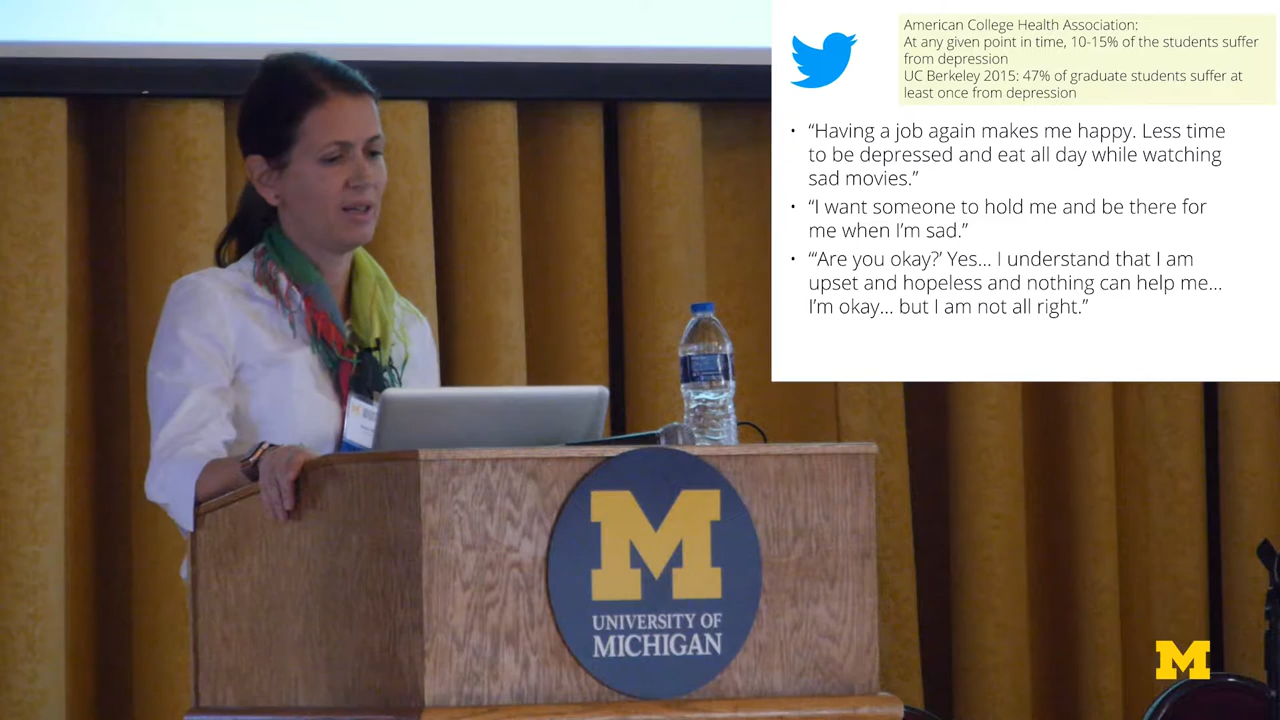 American College Health Association:
At any given point in time, 10-15% of the students suffer
from depression
UC Berkeley 2015: 47% of graduate students suffer at
least once from depression
• “Having a job again makes me happy. Less time
to be depressed and eat all day while watching
sad movies.”
• “I want someone to hold me and be there for
me when I’m sad.”
• “‘Are you okay?’ Yes... I understand that I am
upset and hopeless and nothing can help me...
I’m okay... but I am not all right.”
M
UNIVERSITY OF
MICHIGAN
M